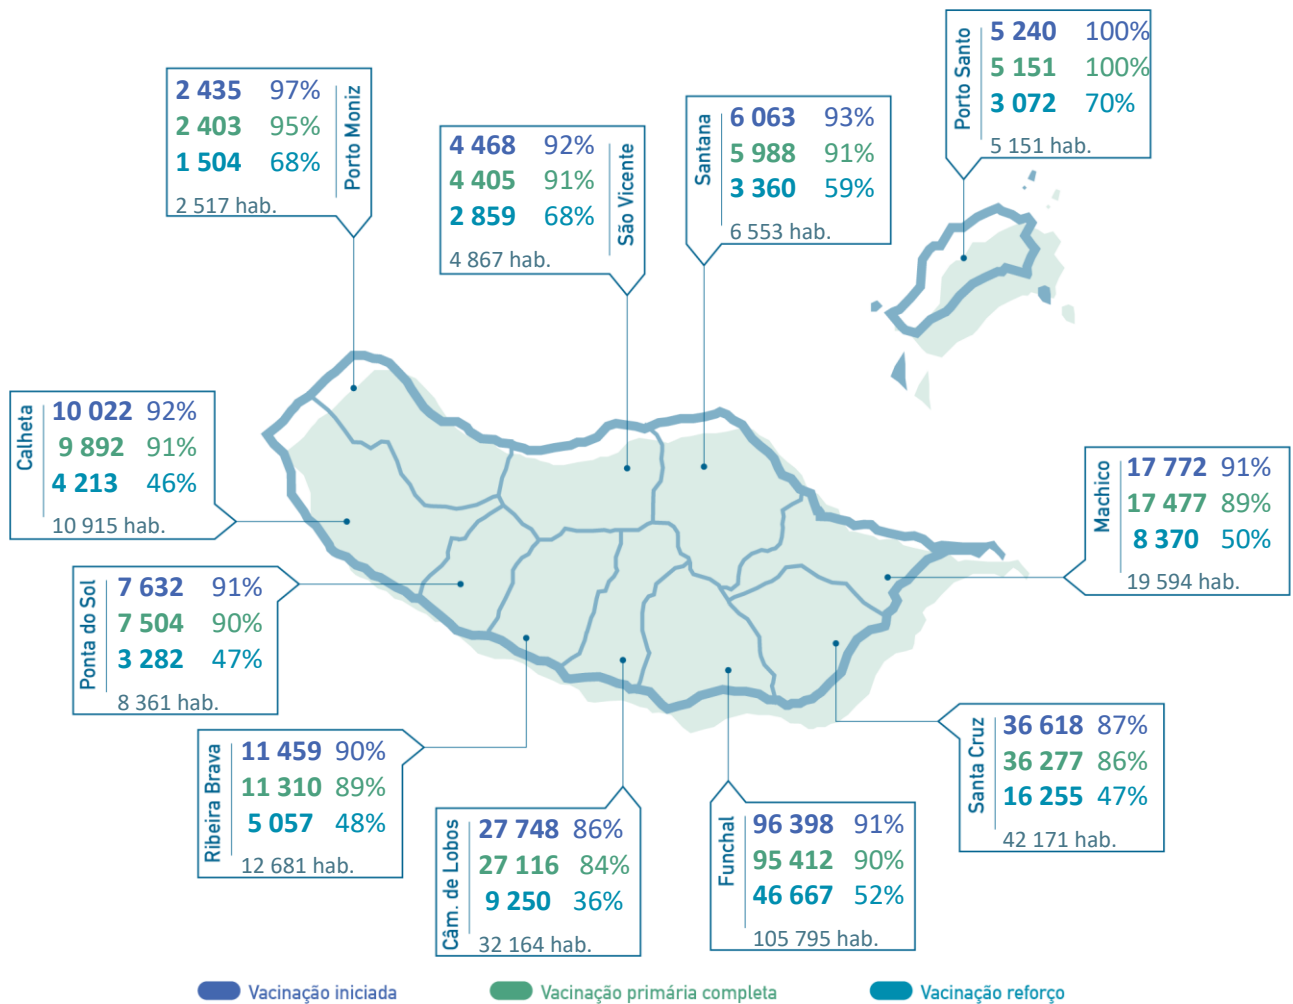 Porto Santo
5 240 100%
5 151 100%
3 072 70%
5 151 hab.
2 435 97%
2 403 95%
1 504 68%
2 517 hab.
Porto Moniz
4 468 92%
4 405 91%
2 859 68%
4 867 hab.
São Vicente
Santana
6 063 93%
5 988 91%
3 360 59%
6 553 hab.
Calheta
10 022 92%
9 892 91%
4 213 46%
10 915 hab.
Machico
17 772 91%
17 477 89%
8 370 50%
19 594 hab.
Ponta do Sol
7 632 91%
7 504 90%
3 282 47%
8 361 hab.
Ribeira Brava
11 459 90%
11 310 89%
5 057 48%
12 681 hab.
Câm. de Lobos
27 748 86%
27 116 84%
9 250 36%
32 164 hab.
Funchal
96 398 91%
95 412 90%
46 667 52%
105 795 hab.
Santa Cruz
36 618 87%
36 277 86%
16 255 47%
42 171 hab.
Vacinação iniciada
Vacinação primária completa
Vacinação reforço